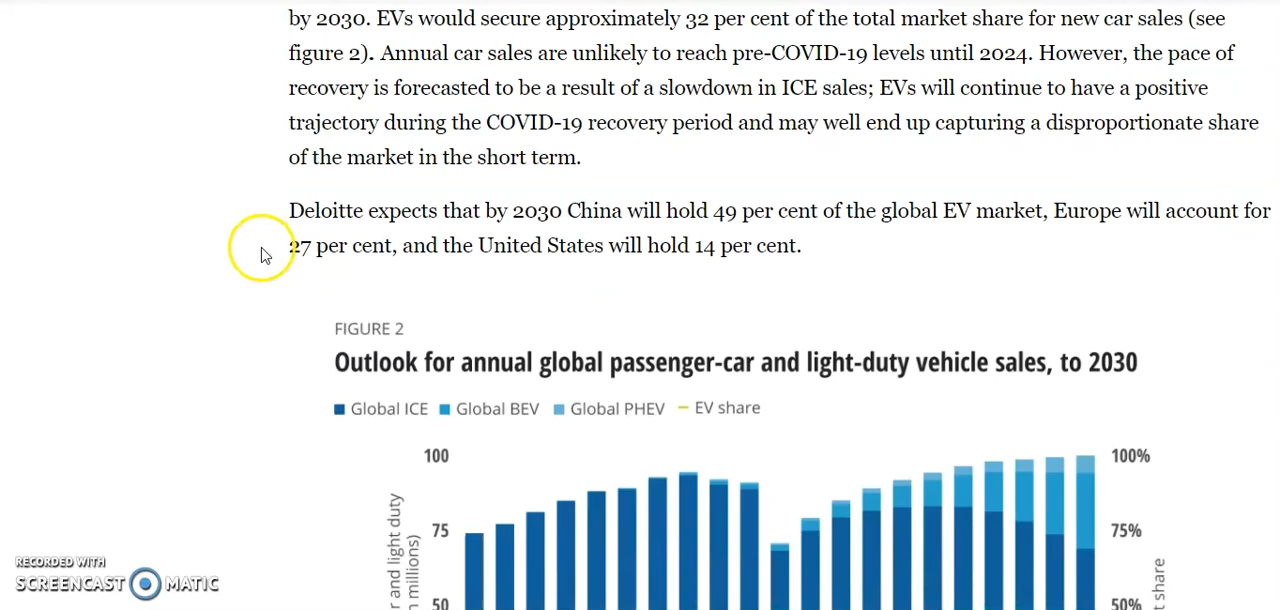 by 2030. EVs would secure approximately 32 per cent of the total market share for new car sales (see
figure 2). Annual car sales are unlikely to reach pre-COVID-19 levels until 2024. However, the pace of
recovery is forecasted to be a result of a slowdown in ICE sales; EVs will continue to have a positive
trajectory during the COVID-19 recovery period and may well end up capturing a disproportionate share
of the market in the short term.
Deloitte expects that by 2030 China will hold 49 per cent of the global EV market, Europe will account for
27 per cent, and the United States will hold 14 per cent.
FIGURE 2
Outlook for annual global passenger-car and light-duty vehicle sales, to 2030
Global ICE Global BEV Global PHEV EV share
100
100%
75
75%
50
50%
r and light duty
n millions)
t share
RECORDED WITH
SCREENCAST MATIC